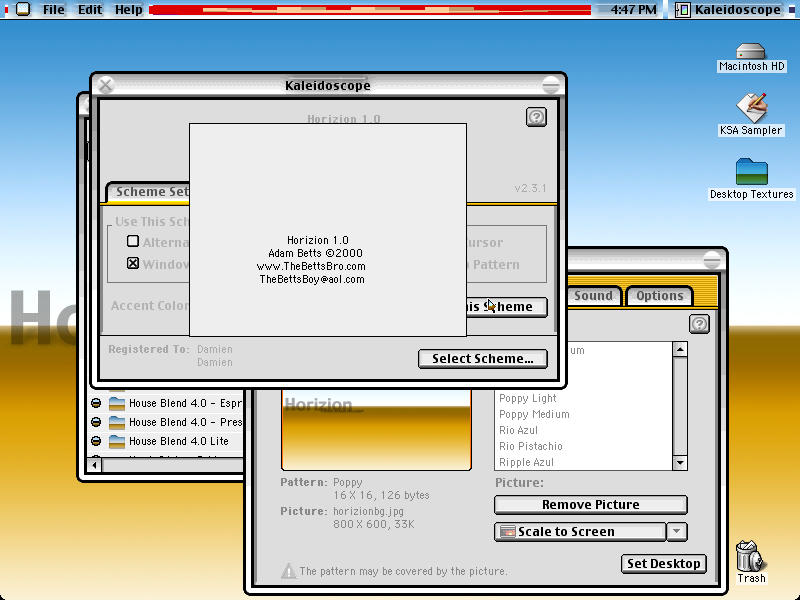 File Edit Help
4:47 PM
Kaleidoscope
Macintosh HD
KSA Sampler
Desktop Textures
Trash
Kaleidoscope
Horizion 1.0
Scheme Set
v2.3.1
Use This Sch
Alterna
Window
ursor
Pattern
Accent Color
his Scheme
Horizion 1.0
Adam Betts ©2000
www.TheBettsBro.com
TheBettsBoy@aol.com
Registered To: Damien
Damien
Select Scheme...
Ho
House Blend 4.0 - Espr
House Blend 4.0 - Pres
House Blend 4.0 Lite
Sound
Options
um
Poppy Light
Poppy Medium
Rio Azul
Rio Pistachio
Ripple Azul
Horizion
Pattern: Poppy
16 X 16, 126 bytes
Picture: horizionbg.jpg
800 X 600, 33K
Picture:
Remove Picture
Scale to Screen
Set Desktop
The pattern may be covered by the picture.